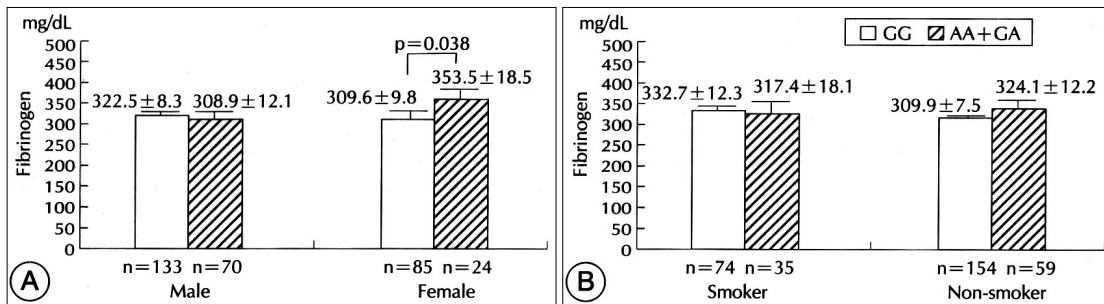 mg/dL
Fibrinogen
500
450
400
350
300
250
200
150
100
50
0
322.5±8.3 308.9±12.1
p=0.038
309.6±9.8 353.5±18.5
n=133 n=70
Male
n=85 n=24
Female
A
mg/dL
Fibrinogen
500
450
400
350
300
250
200
150
100
50
0
GG AA+GA
332.7±12.3 317.4±18.1
309.9±7.5 324.1±12.2
n=74 n=35
Smoker
n=154 n=59
Non-smoker
B